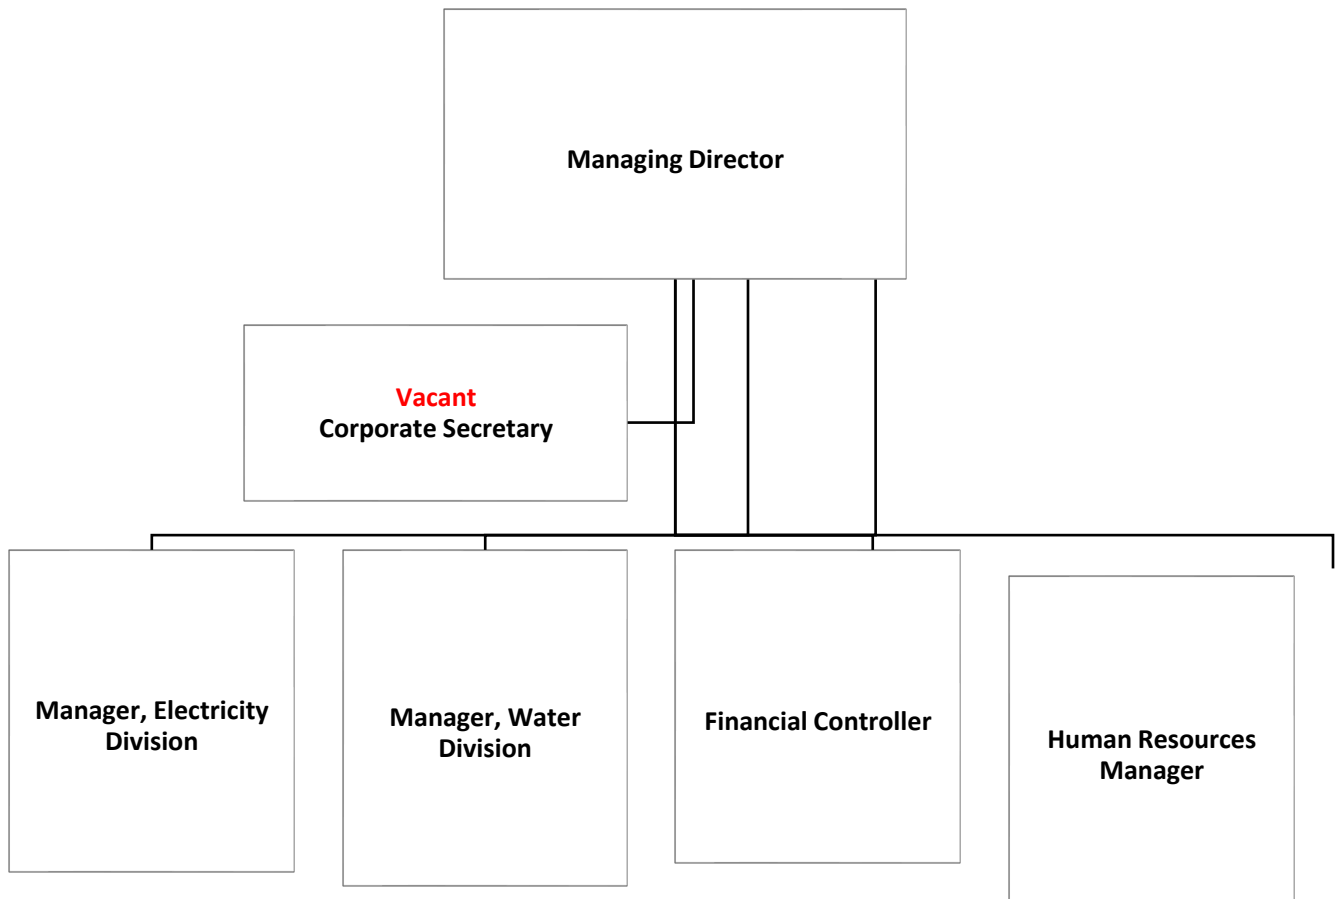 Managing Director
Vacant
Corporate Secretary
Manager, Electricity
Division
Manager, Water
Division
Financial Controller
Human Resources
Manager